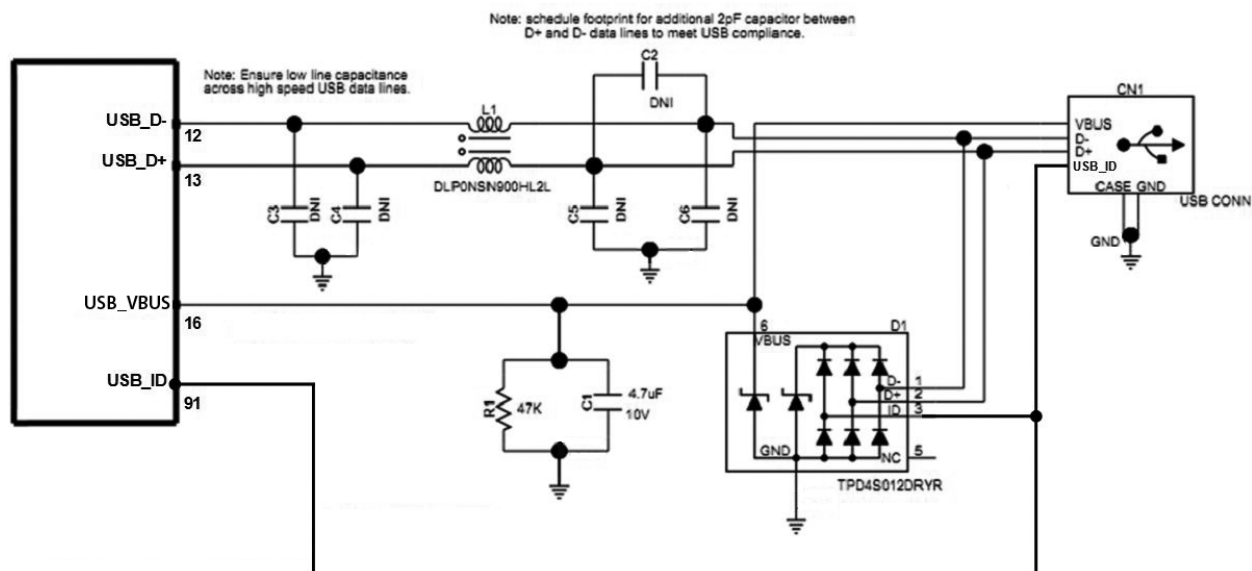 Note: schedule footprint for additional 2pF capacitor between
D+ and D- data lines to meet USB compliance.
C2
DNI
Note: Ensure low line capacitance
across high speed USB data lines.
L1
CN1
USB_D-
12
VBUS
D-
D+
USB_ID
USB_D+
13
DLP0NSN900HL2L
CASE GND
USB CONN
C3
DNI
C4
DNI
C5
DNI
C6
DNI
GND
USB_VBUS
16
6
D1
VBUS
USB_ID
91
D- 1
D+ 2
ID 3
R1
47K
C1
4.7uF
10V
GND
NC 5
TPD4S012DRYR